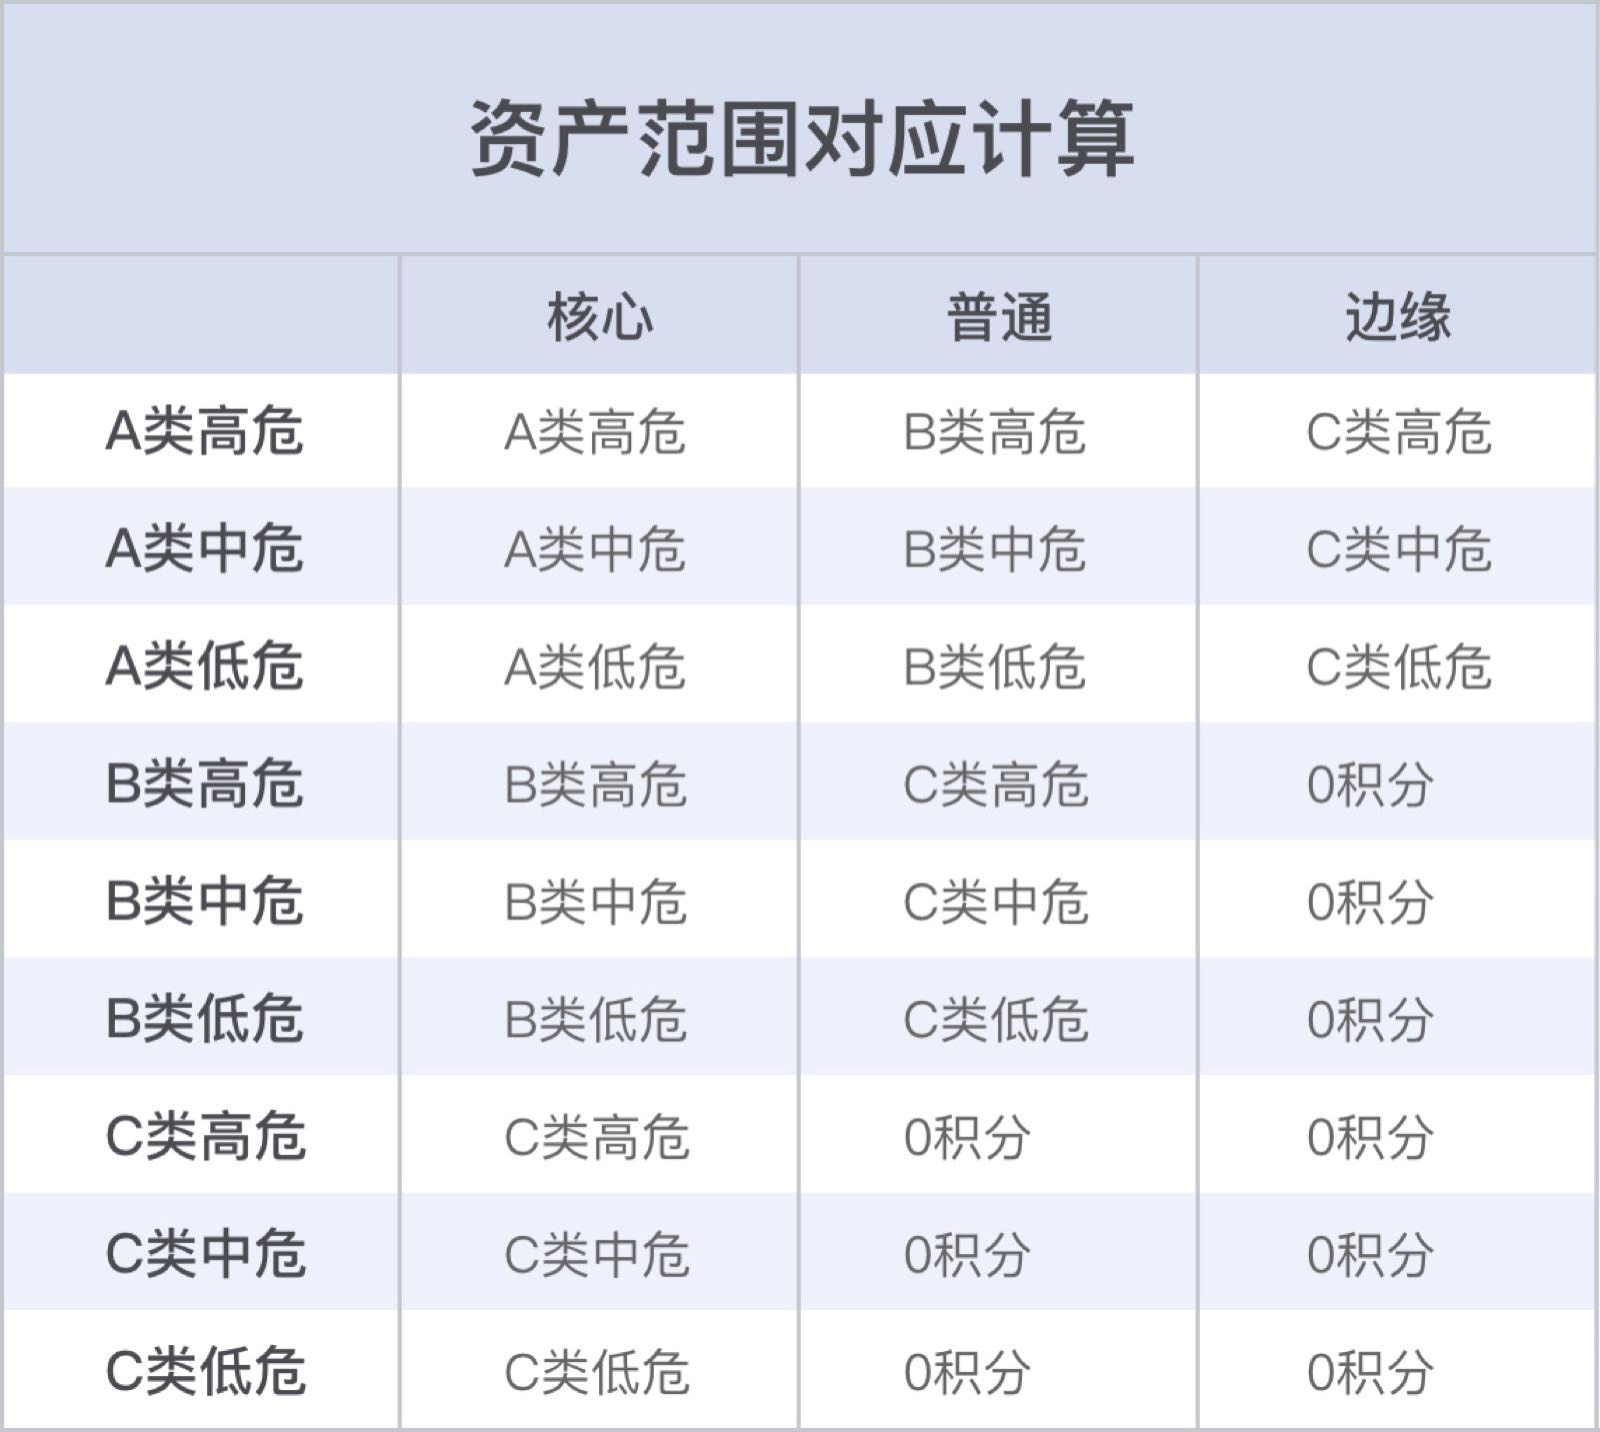 资产范围对应计算
核心 普通 边缘
A类高危 A类高危 B类高危 C类高危
A类中危 A类中危 B类中危 C类中危
A类低危 A类低危 B类低危 C类低危
B类高危 B类高危 C类高危 0积分
B类中危 B类中危 C类中危 0积分
B类低危 B类低危 C类低危 0积分
C类高危 C类高危 0积分 0积分
C类中危 C类中危 0积分 0积分
C类低危 C类低危 0积分 0积分